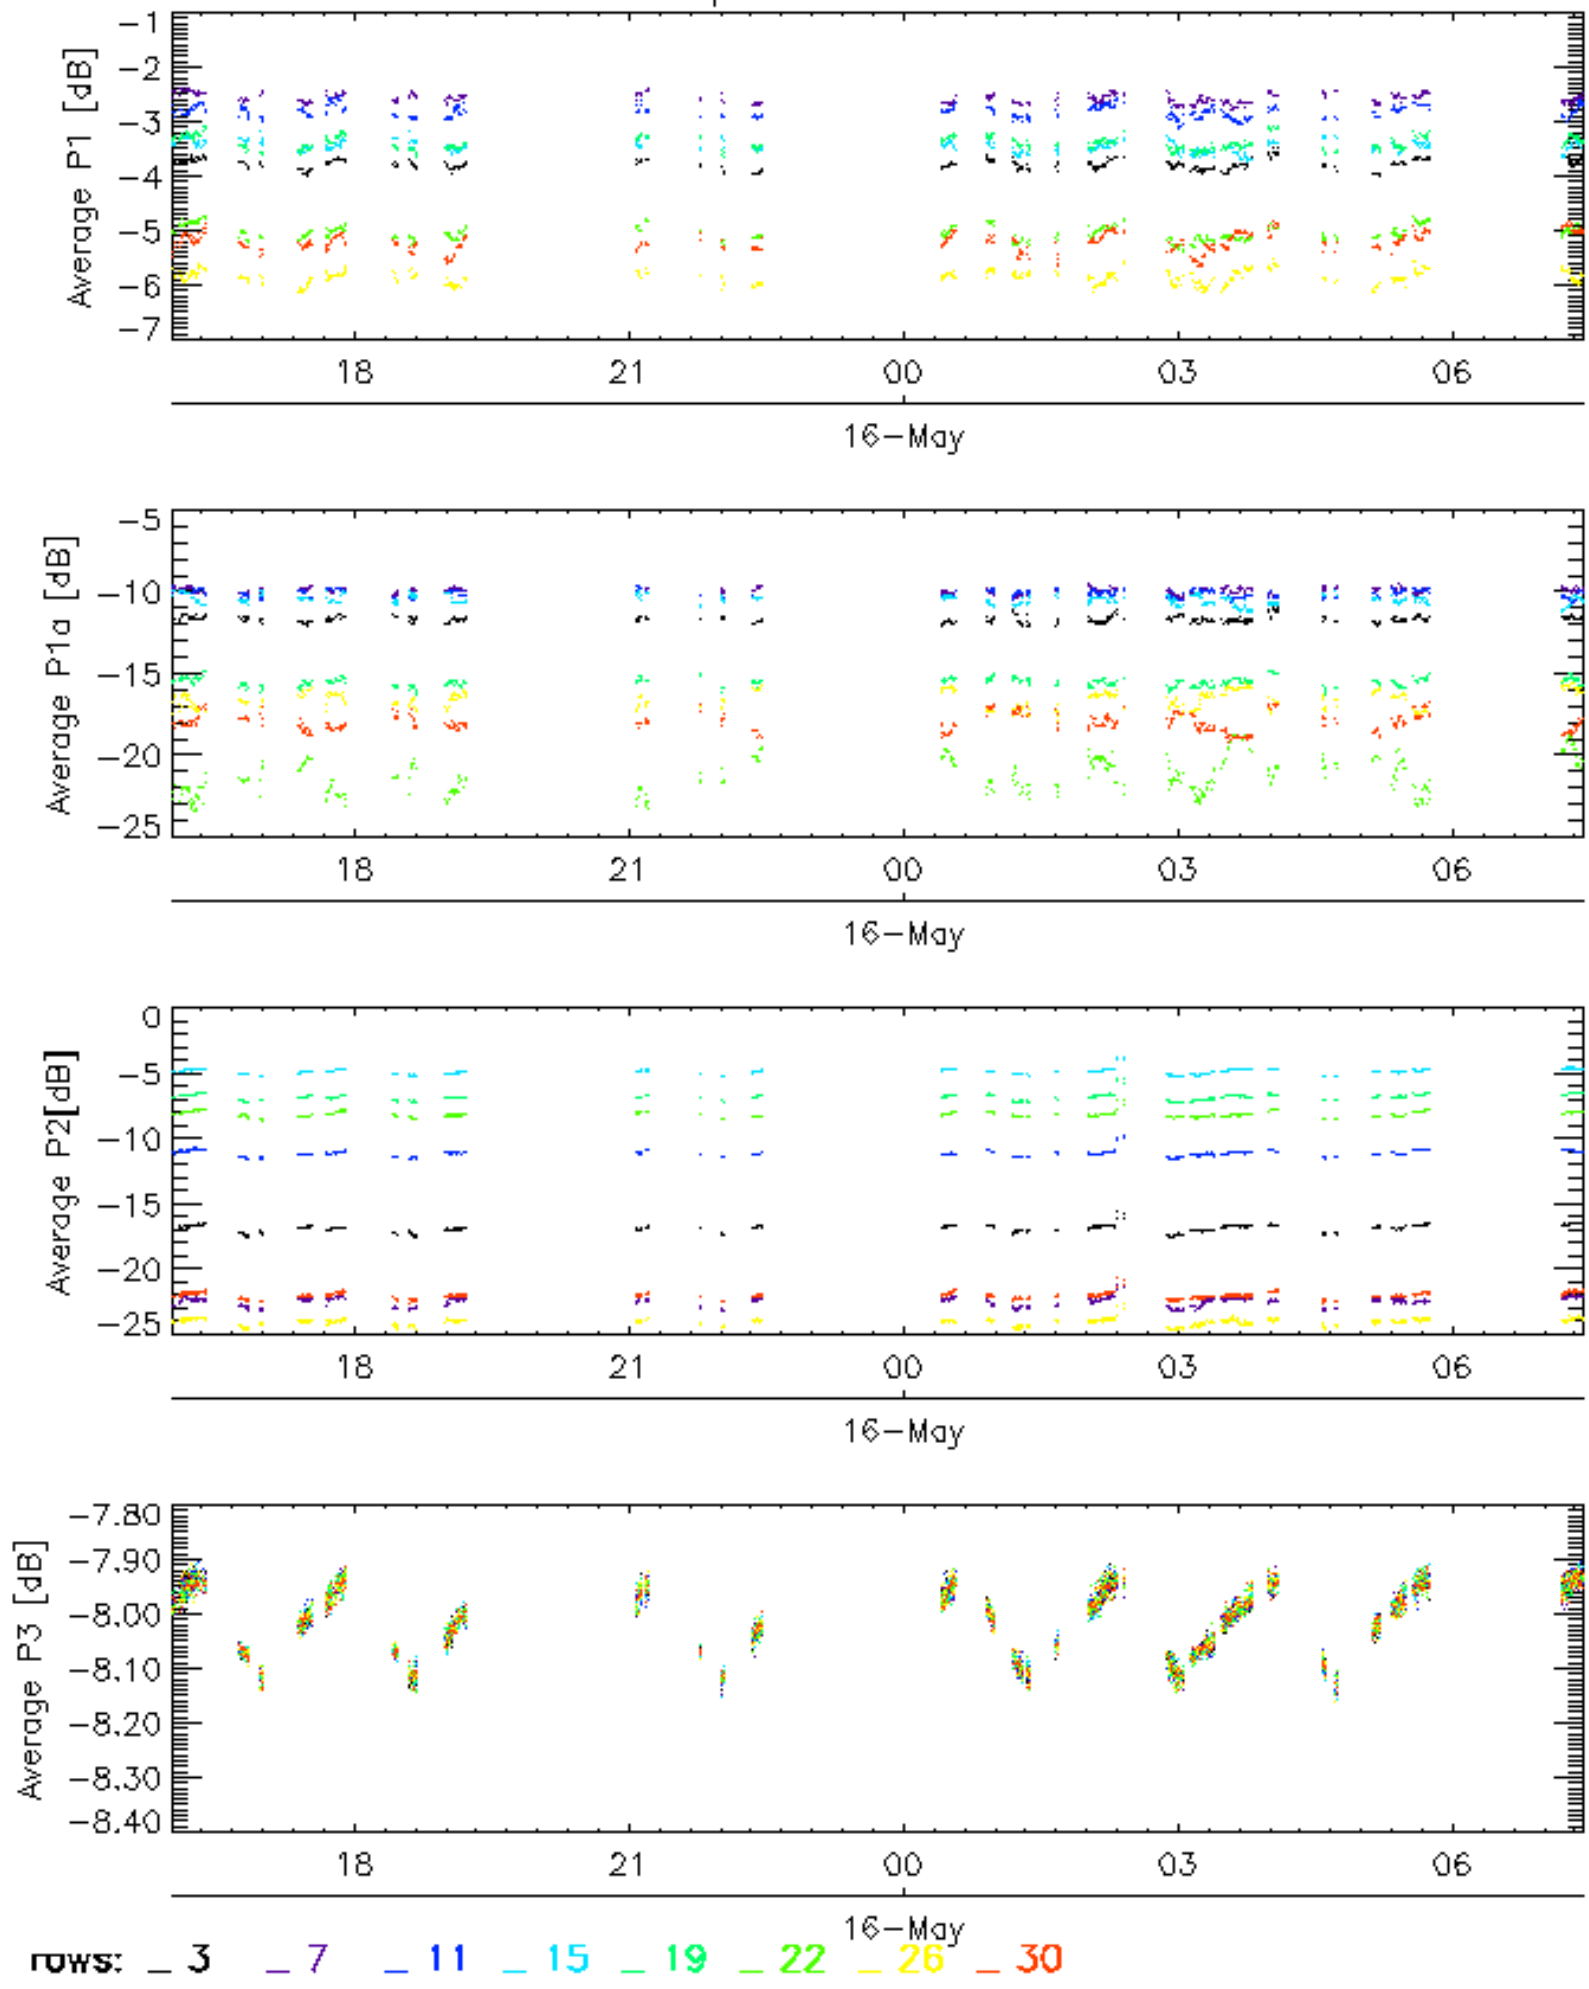 Average P1 [dB]
-1
-2
-3
-4
-5
-6
-7
18 21 00 03 06
16-May
Average P1a [dB]
-5
-10
-15
-20
-25
18 21 00 03 06
16-May
Average P2[dB]
0
-5
-10
-15
-20
-25
18 21 00 03 06
16-May
Average P3 [dB]
-7.80
-7.90
-8.00
-8.10
-8.20
-8.30
-8.40
18 21 00 03 06
16-May
rows: _ 3 _ 7 _ 11 _ 15 _ 19 _ 22 _ 26 _ 30